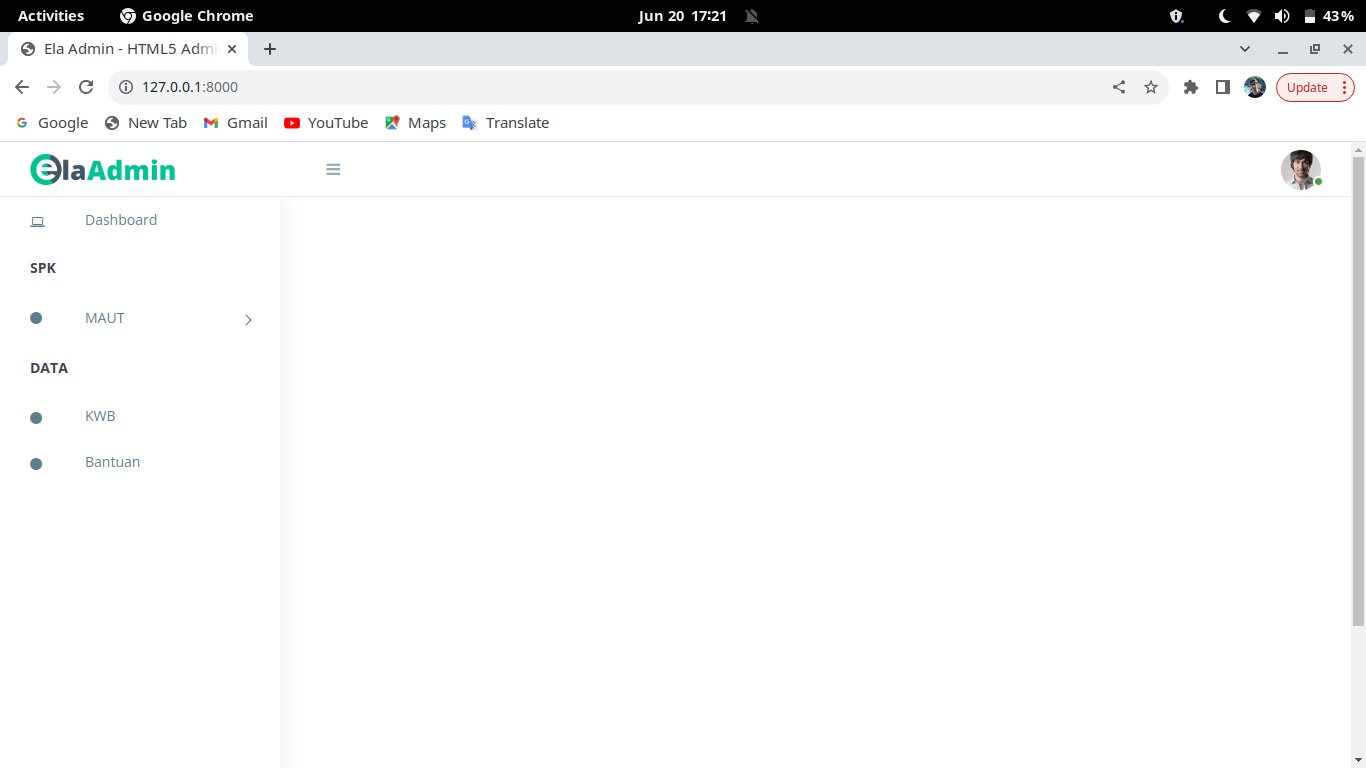 Activities Google Chrome Jun 20 17:21 43%
Ela Admin - HTML5 Adm
127.0.0.1:8000 Update
Google New Tab Gmail YouTube Maps Translate
elaAdmin
Dashboard
SPK
MAUT
DATA
KWB
Bantuan